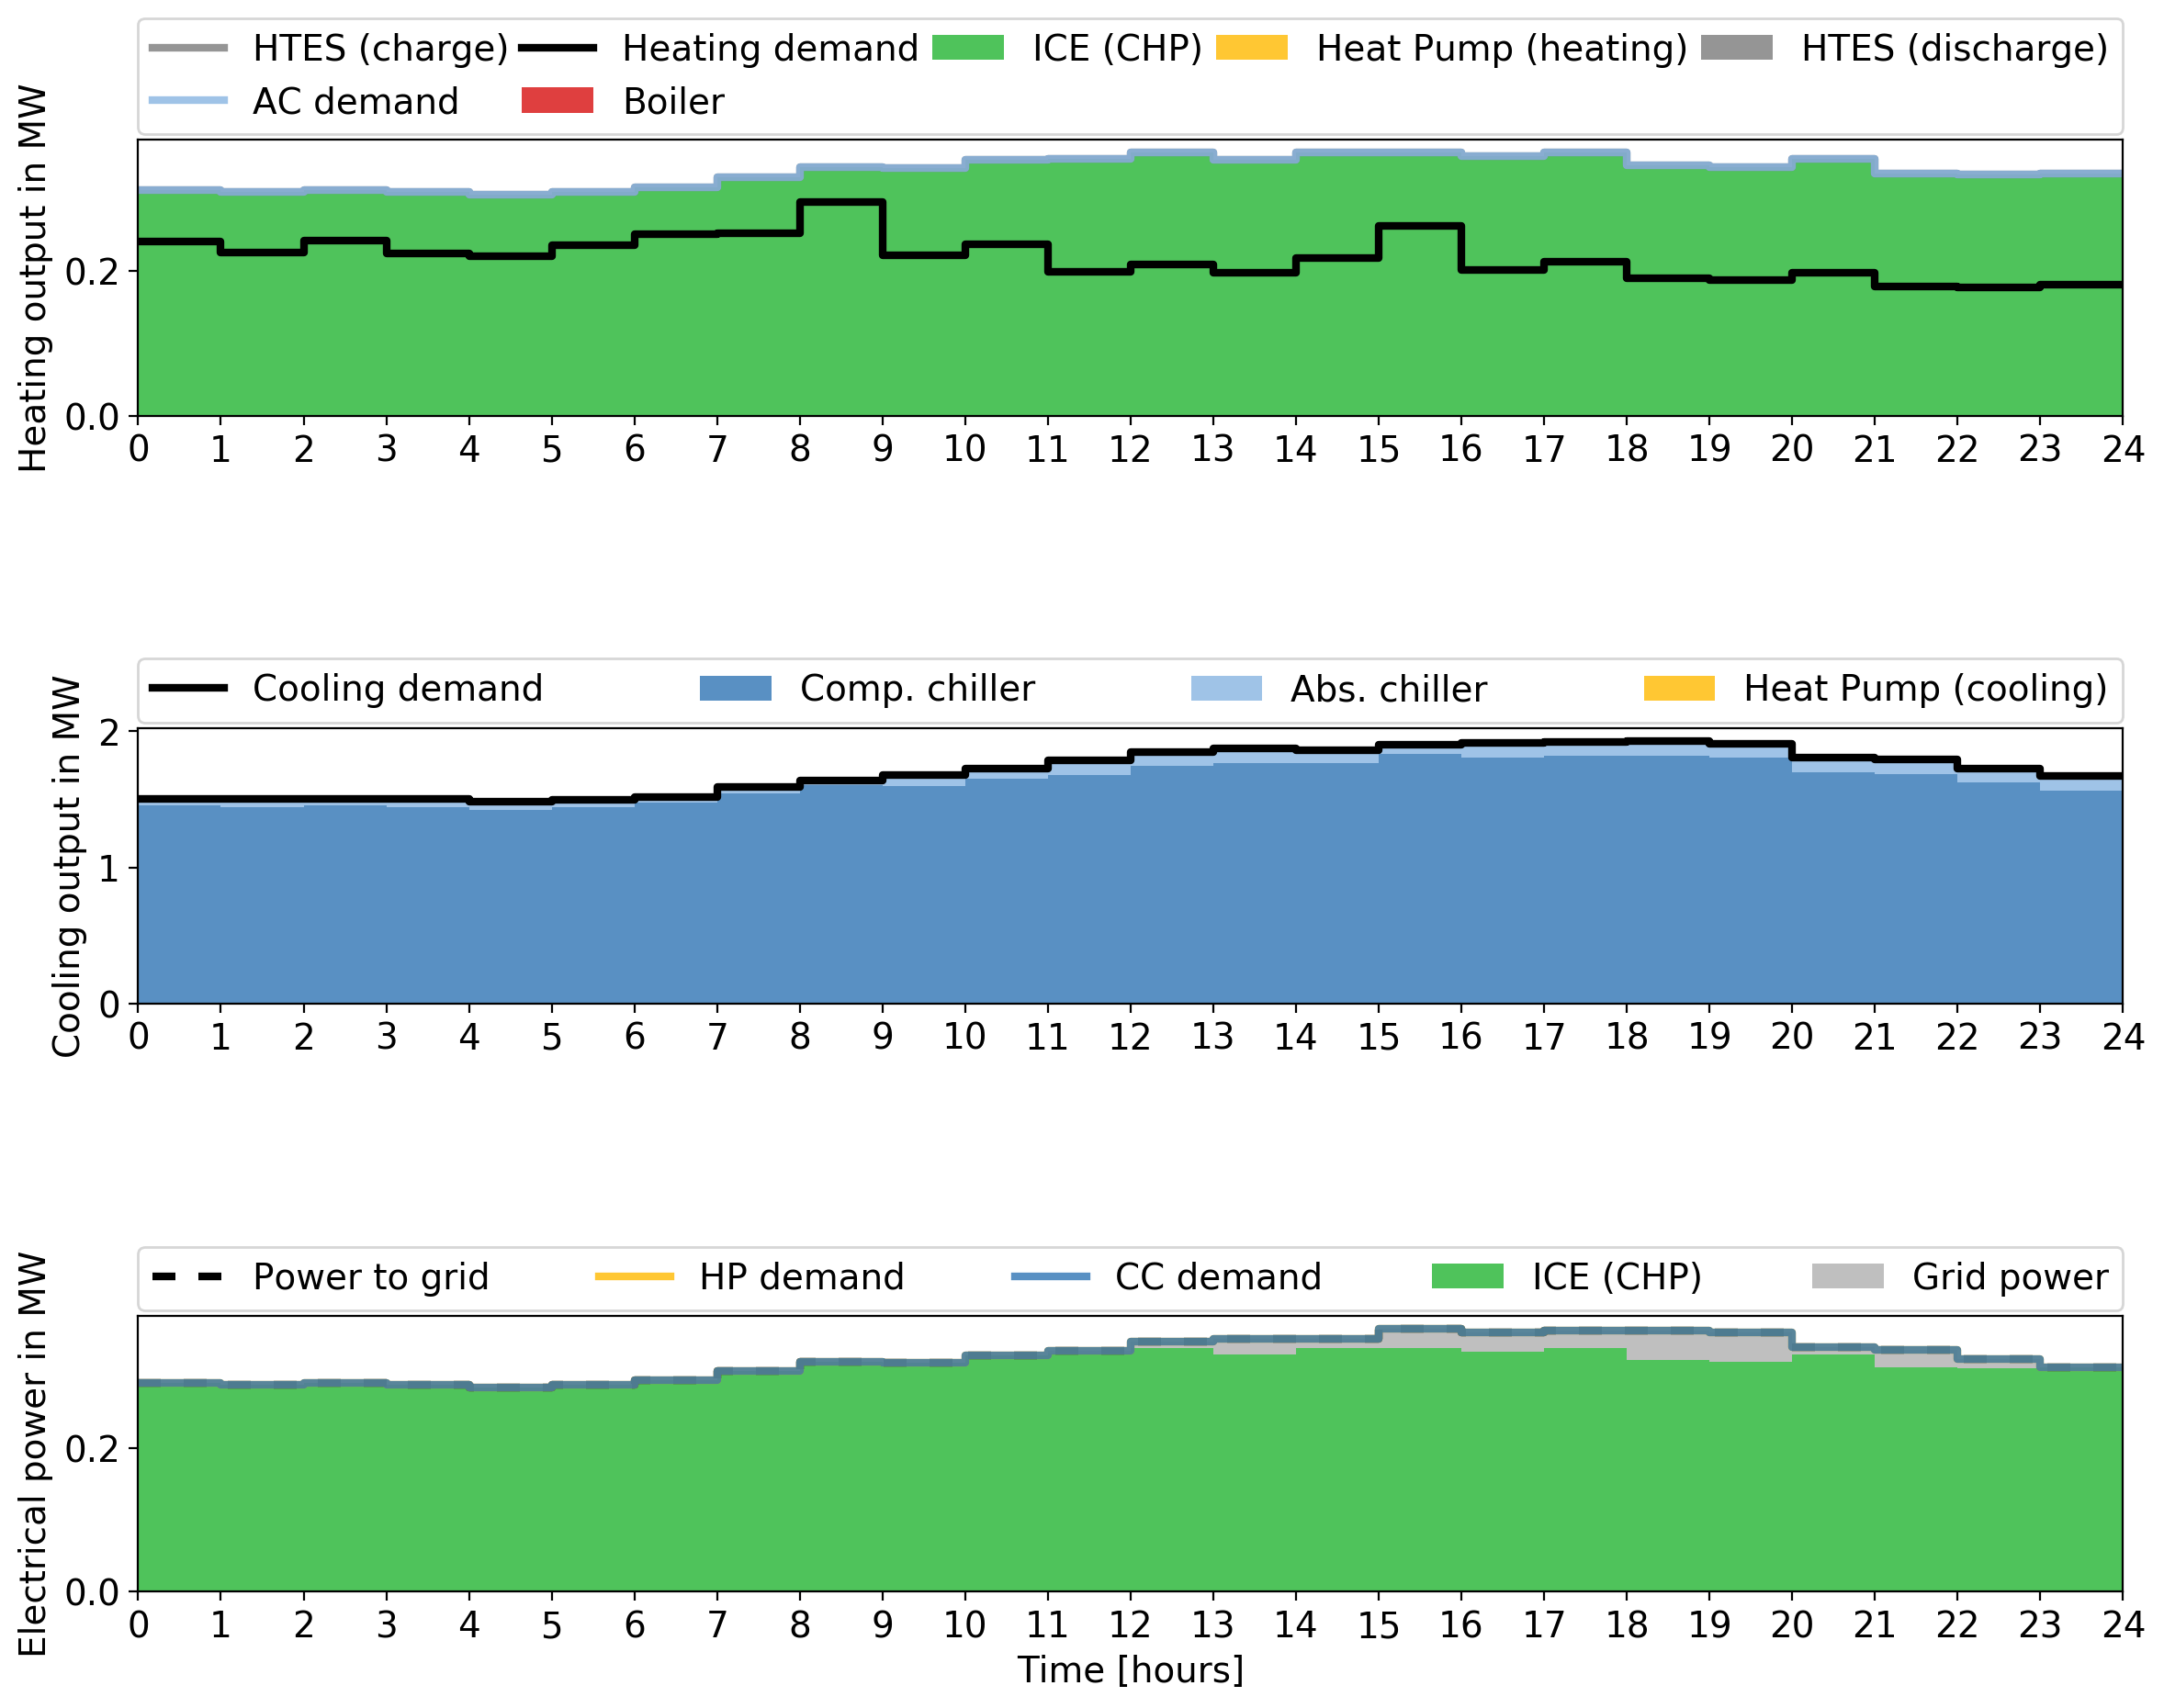 HTES (charge) Heating demand ICE (CHP) Heat Pump (heating) HTES (discharge)
AC demand Boiler
Heating output in MW
0.2
0.0
0 1 2 3 4 5 6 7 8 9 10 11 12 13 14 15 16 17 18 19 20 21 22 23 24
Cooling demand Comp. chiller Abs. chiller Heat Pump (cooling)
Cooling output in MW
2
1
0
0 1 2 3 4 5 6 7 8 9 10 11 12 13 14 15 16 17 18 19 20 21 22 23 24
Power to grid HP demand CC demand ICE (CHP) Grid power
Electrical power in MW
0.2
0.0
0 1 2 3 4 5 6 7 8 9 10 11 12 13 14 15 16 17 18 19 20 21 22 23 24
Time [hours]